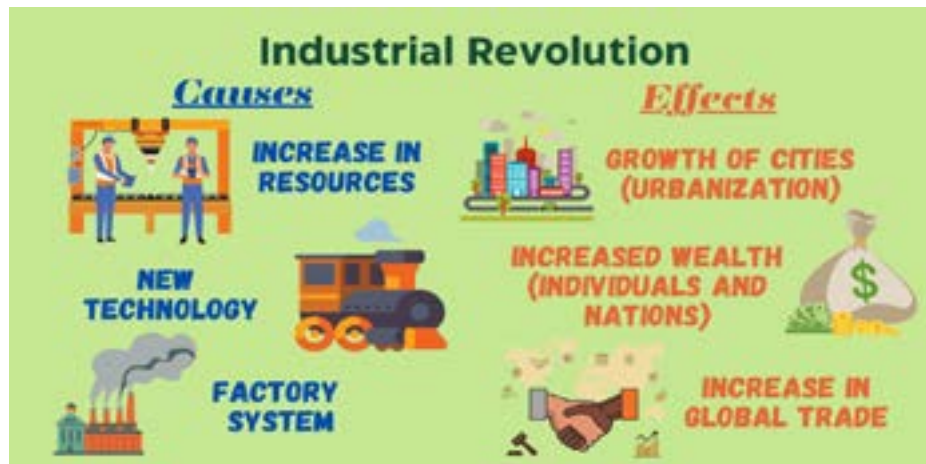 Industrial Revolution
Causes
INCREASE IN
RESOURCES
NEW
TECHNOLOGY
FACTORY
SYSTEM
Effects
GROWTH OF CITIES
(URBANIZATION)
INCREASED WEALTH
(INDIVIDUALS AND
NATIONS)
$
INCREASE IN
GLOBAL TRADE